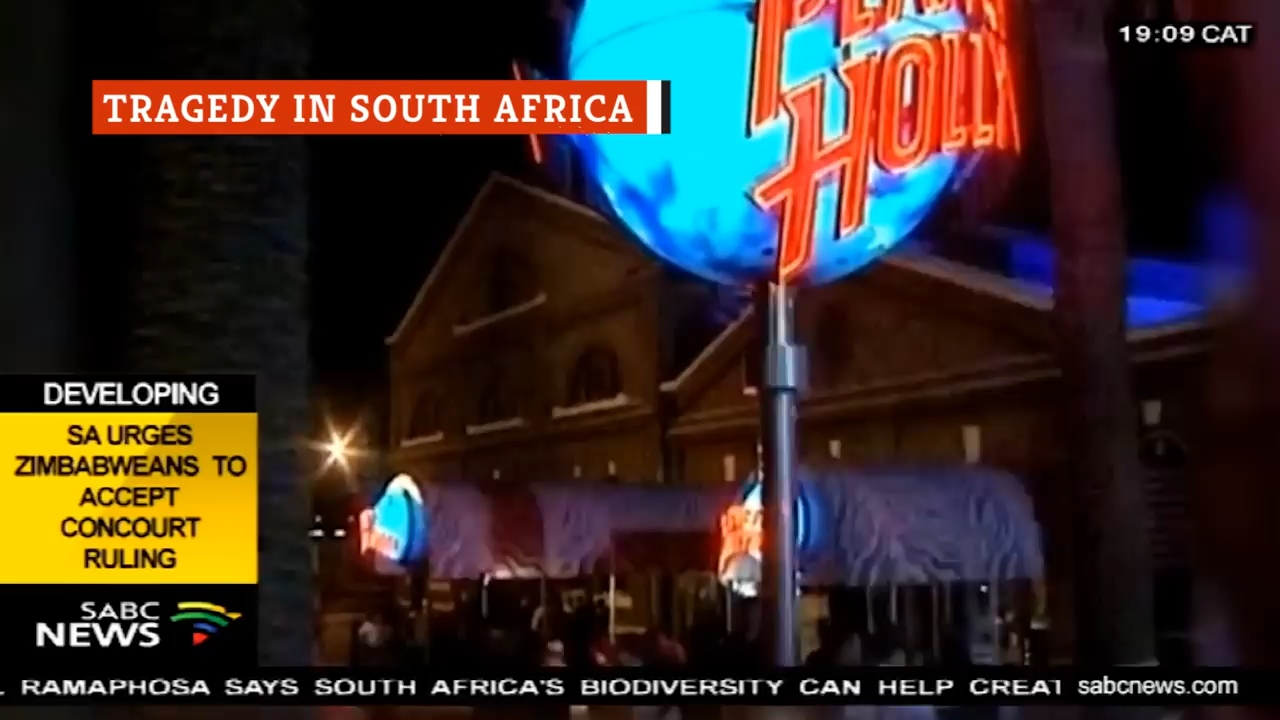 19:09 CAT
TRAGEDY IN SOUTH AFRICA
HOLL
DEVELOPING
SA URGES
ZIMBABWEANS TO
ACCEPT
CONCOURT
RULING
SABC
NEWS
RAMAPHOSA SAYS SOUTH AFRICA'S BIODIVERSITY CAN HELP
sabcnews.com